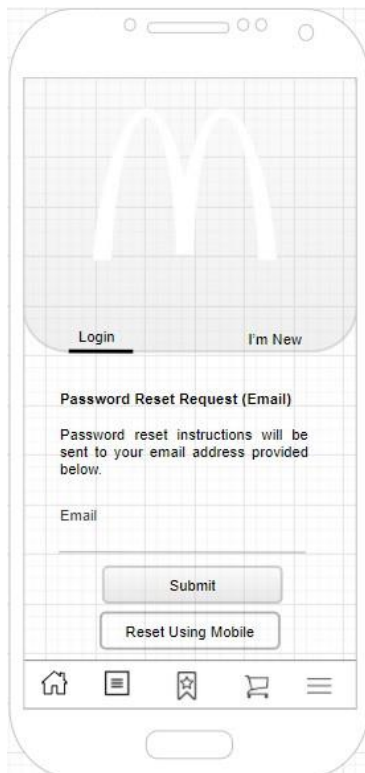 Login
I'm New
Password Reset Request (Email)
Password reset instructions will be
sent to your email address provided
below.
Email
Submit
Reset Using Mobile